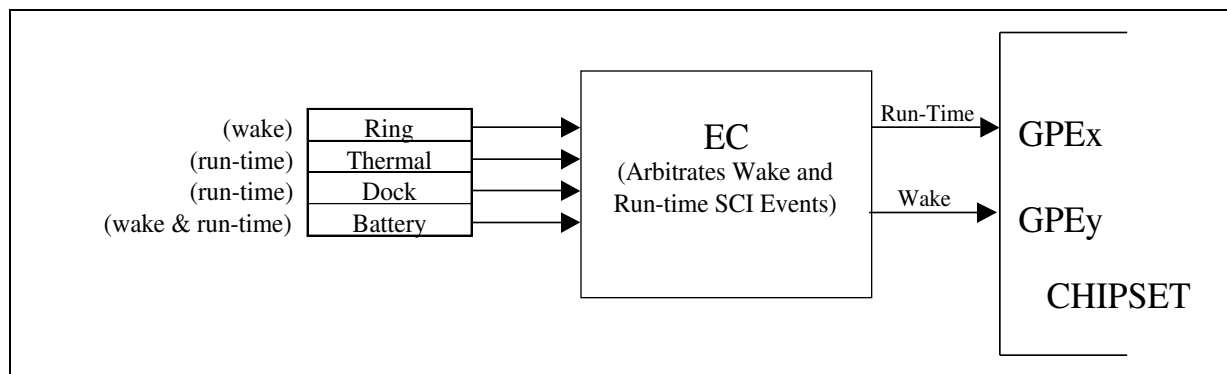 (wake) Ring
(run-time) Thermal
(run-time) Dock
(wake & run-time) Battery
EC
(Arbitrates Wake and
Run-time SCI Events)
Run-Time
Wake
GPEx
GPEy
CHIPSET